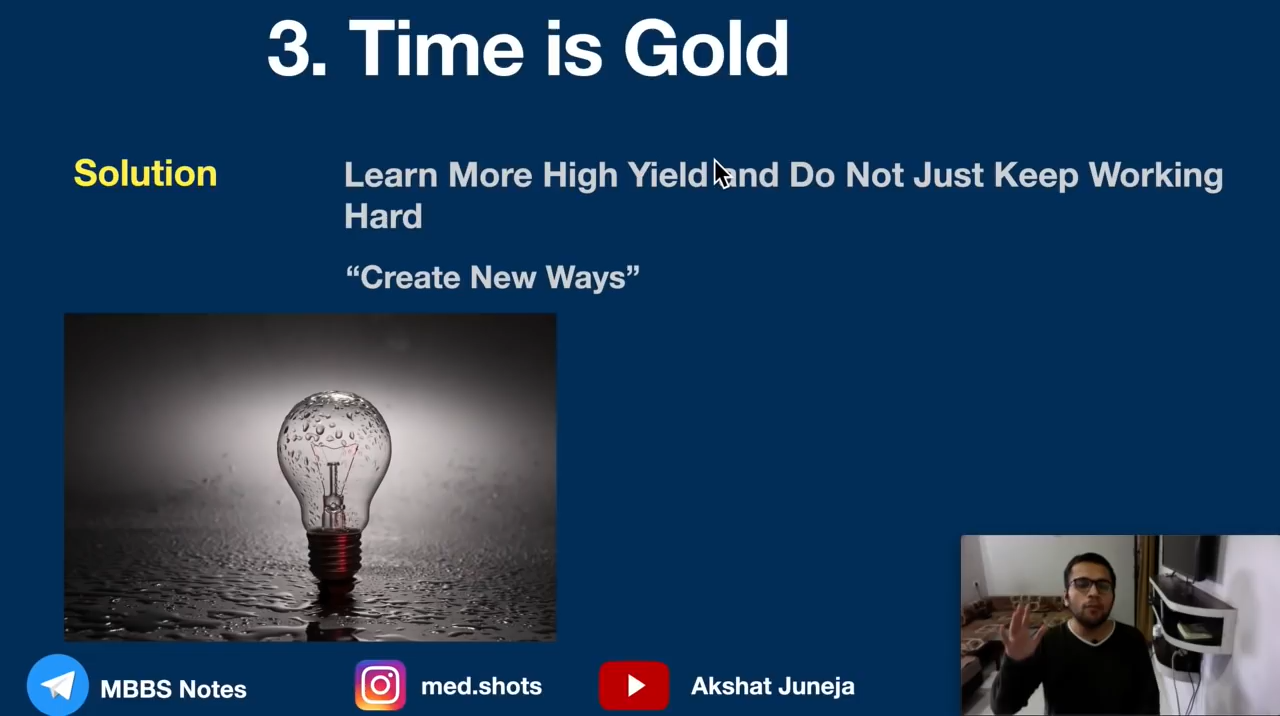 3. Time is Gold
Solution
Learn More High Yield and Do Not Just Keep Working
Hard
“Create New Ways”
MBBS Notes
med.shots
Akshat Juneja